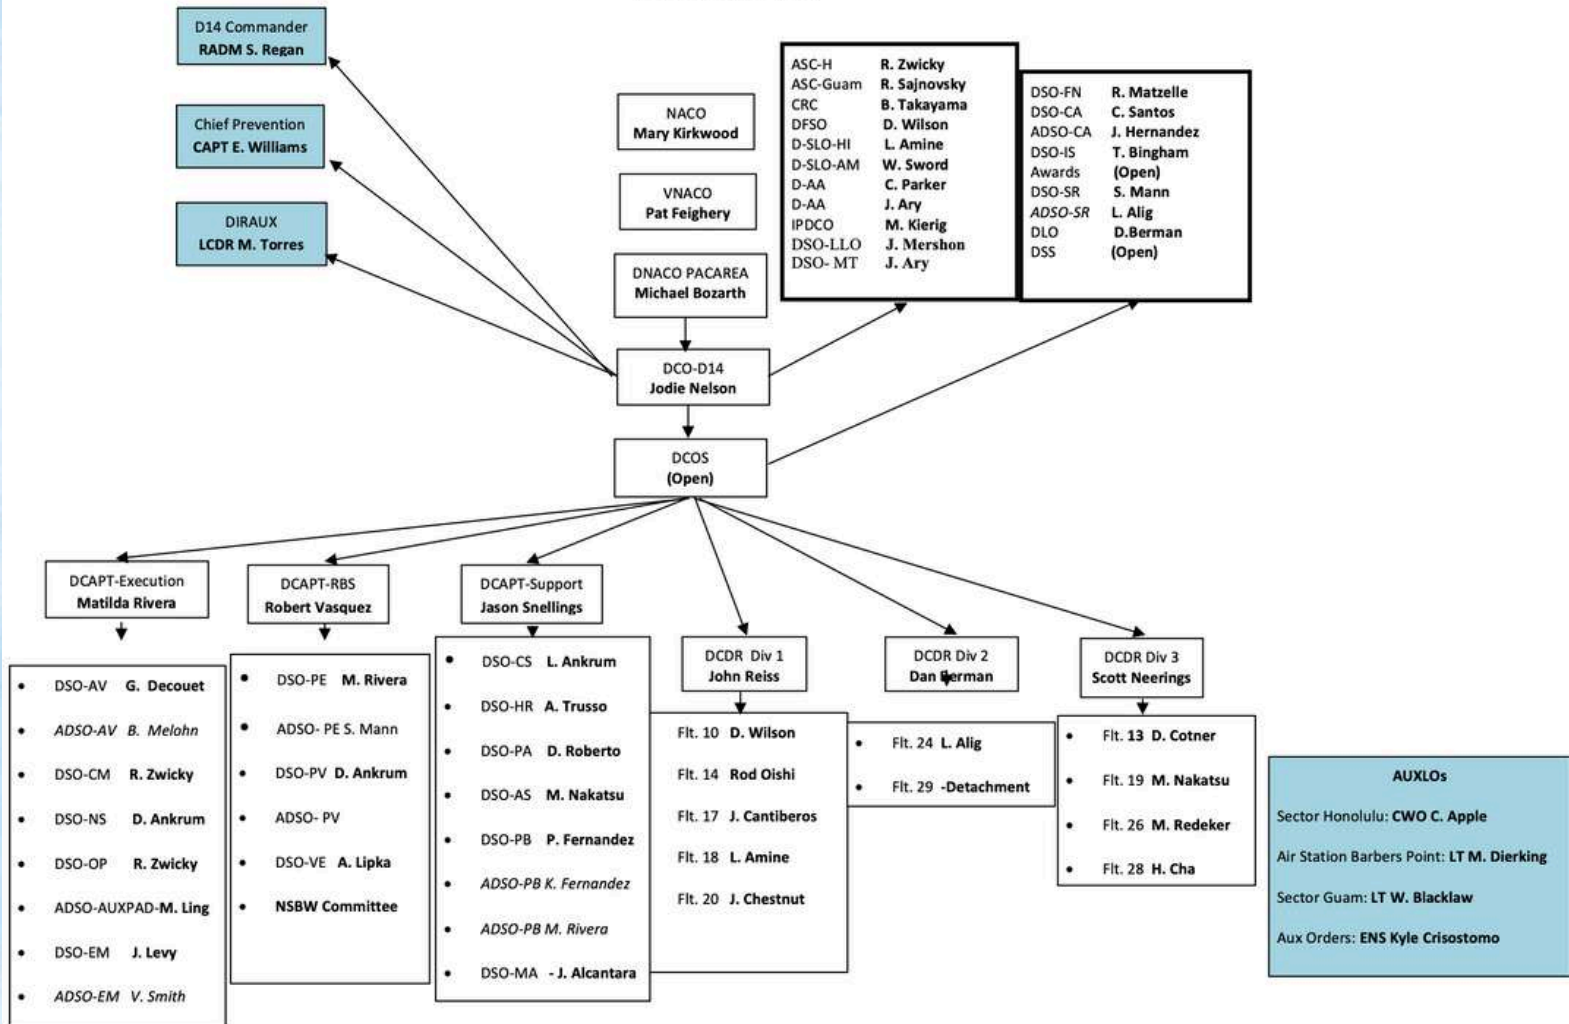 D14 Commander
RADM S. Regan
Chief Prevention
CAPT E. Williams
DIRAUX
LCDR M. Torres
NACO
Mary Kirkwood
VNACO
Pat Feighery
DNACO PACAREA
Michael Bozarth
DCO-D14
Jodie Nelson
DCOS
(Open)
ASC-H R. Zwicky
ASC-Guam R. Sajnovsky
CRC B. Takayama
DFSO D. Wilson
D-SLO-HI L. Amine
D-SLO-AM W. Sword
D-AA C. Parker
D-AA J. Ary
IPDCO M. Kierig
DSO-LLO J. Mershon
DSO- MT J. Ary
DSO-FN R. Matzelle
DSO-CA C. Santos
ADSO-CA J. Hernandez
DSO-IS T. Bingham
Awards (Open)
DSO-SR S. Mann
ADSO-SR L. Alig
DLO D.Berman
DSS (Open)
DCAPT-Execution
Matilda Rivera
• DSO-AV G. Decouet
• ADSO-AV B. Melohn
• DSO-CM R. Zwicky
• DSO-NS D. Ankrum
• DSO-OP R. Zwicky
• ADSO-AUXPAD-M. Ling
• DSO-EM J. Levy
• ADSO-EM V. Smith
DCAPT-RBS
Robert Vasquez
• DSO-PE M. Rivera
• ADSO- PE S. Mann
• DSO-PV D. Ankrum
• ADSO- PV
• DSO-VE A. Lipka
• NSBW Committee
DCAPT-Support
Jason Snellings
• DSO-CS L. Ankrum
• DSO-HR A. Trusso
• DSO-PA D. Roberto
• DSO-AS M. Nakatsu
• DSO-PB P. Fernandez
• ADSO-PB K. Fernandez
• ADSO-PB M. Rivera
• DSO-MA - J. Alcantara
DCDR Div 1
John Reiss
Flt. 10 D. Wilson
Flt. 14 Rod Oishi
Flt. 17 J. Cantiberos
Flt. 18 L. Amine
Flt. 20 J. Chestnut
DCDR Div 2
Dan Berman
• Flt. 24 L. Alig
• Flt. 29 -Detachment
DCDR Div 3
Scott Neerings
• Flt. 13 D. Cotner
• Flt. 19 M. Nakatsu
• Flt. 26 M. Redeker
• Flt. 28 H. Cha
AUXLOs
Sector Honolulu: CWO C. Apple
Air Station Barbers Point: LT M. Dierking
Sector Guam: LT W. Blacklaw
Aux Orders: ENS Kyle Crisostomo